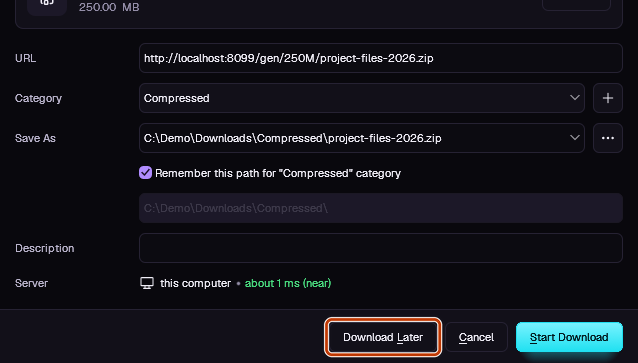 250.00 MB
URL
http://localhost:8099/gen/250M/project-files-2026.zip
Category
Compressed
Save As
C:\Demo\Downloads\Compressed\project-files-2026.zip
Remember this path for "Compressed" category
C:\Demo\Downloads\Compressed\
Description
Server
this computer • about 1 ms (near)
Download Later
Cancel
Start Download